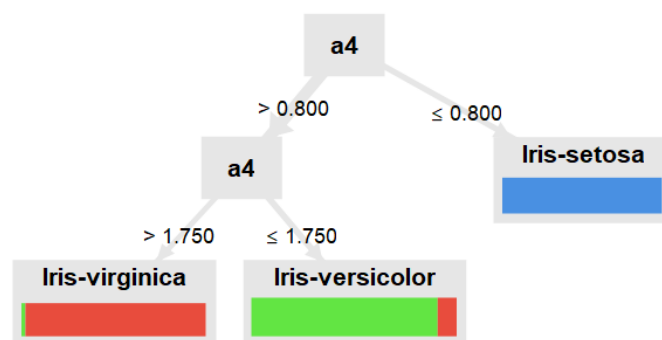 a4
> 0.800
≤ 0.800
a4
Iris-setosa
> 1.750
≤ 1.750
Iris-virginica
Iris-versicolor